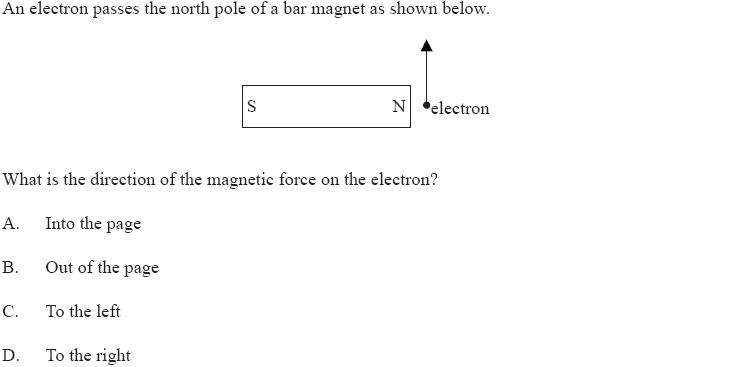 An electron passes the north pole of a bar magnet as shown below.
S N electron
What is the direction of the magnetic force on the electron?
A. Into the page
B. Out of the page
C. To the left
D. To the right